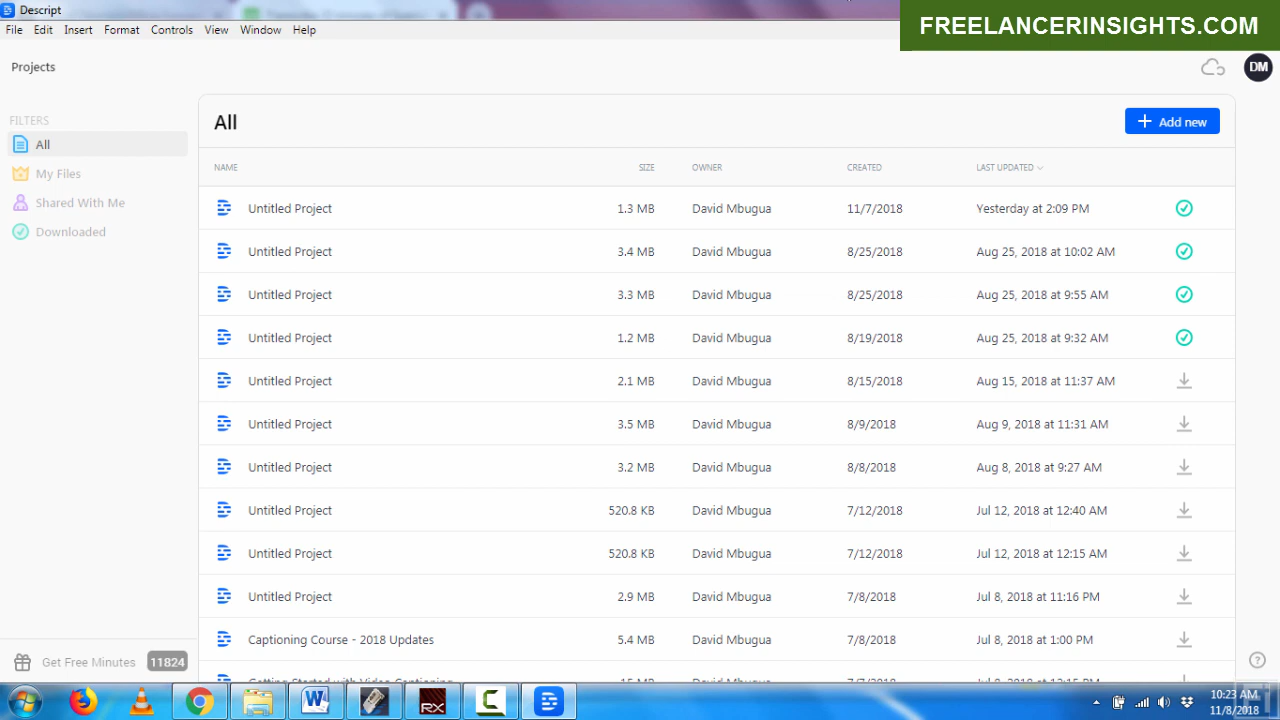 Descript
FREELANCERINSIGHTS.COM
File Edit Insert Format Controls View Window Help
Projects
DM
FILTERS
All
My Files
Shared With Me
Downloaded
All
Add new
NAME SIZE OWNER CREATED LAST UPDATED
Untitled Project 1.3 MB David Mbugua 11/7/2018 Yesterday at 2:09 PM
Untitled Project 3.4 MB David Mbugua 8/25/2018 Aug 25, 2018 at 10:02 AM
Untitled Project 3.3 MB David Mbugua 8/25/2018 Aug 25, 2018 at 9:55 AM
Untitled Project 1.2 MB David Mbugua 8/19/2018 Aug 25, 2018 at 9:32 AM
Untitled Project 2.1 MB David Mbugua 8/15/2018 Aug 15, 2018 at 11:37 AM
Untitled Project 3.5 MB David Mbugua 8/9/2018 Aug 9, 2018 at 11:31 AM
Untitled Project 3.2 MB David Mbugua 8/8/2018 Aug 8, 2018 at 9:27 AM
Untitled Project 520.8 KB David Mbugua 7/12/2018 Jul 12, 2018 at 12:40 AM
Untitled Project 520.8 KB David Mbugua 7/12/2018 Jul 12, 2018 at 12:15 AM
Untitled Project 2.9 MB David Mbugua 7/8/2018 Jul 8, 2018 at 11:16 PM
Captioning Course - 2018 Updates 5.4 MB David Mbugua 7/8/2018 Jul 8, 2018 at 1:00 PM
Getting Started with Video Captioning
Get Free Minutes 11824
RX
10:23 AM
11/8/2018